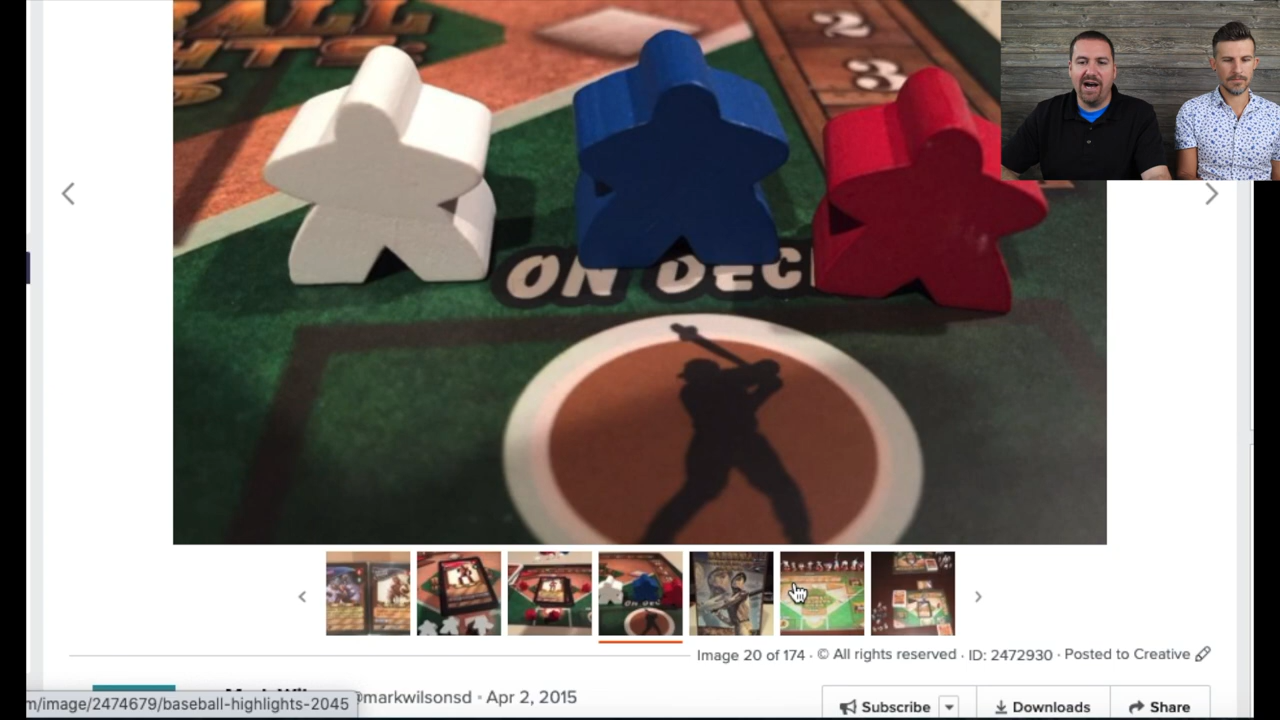 2
3
ON DEC
Image 20 of 174 · © All rights reserved · ID: 2472930 · Posted to Creative
@markwilsonsd · Apr 2, 2015
m/image/2474679/baseball-highlights-2045
Subscribe
Downloads
Share